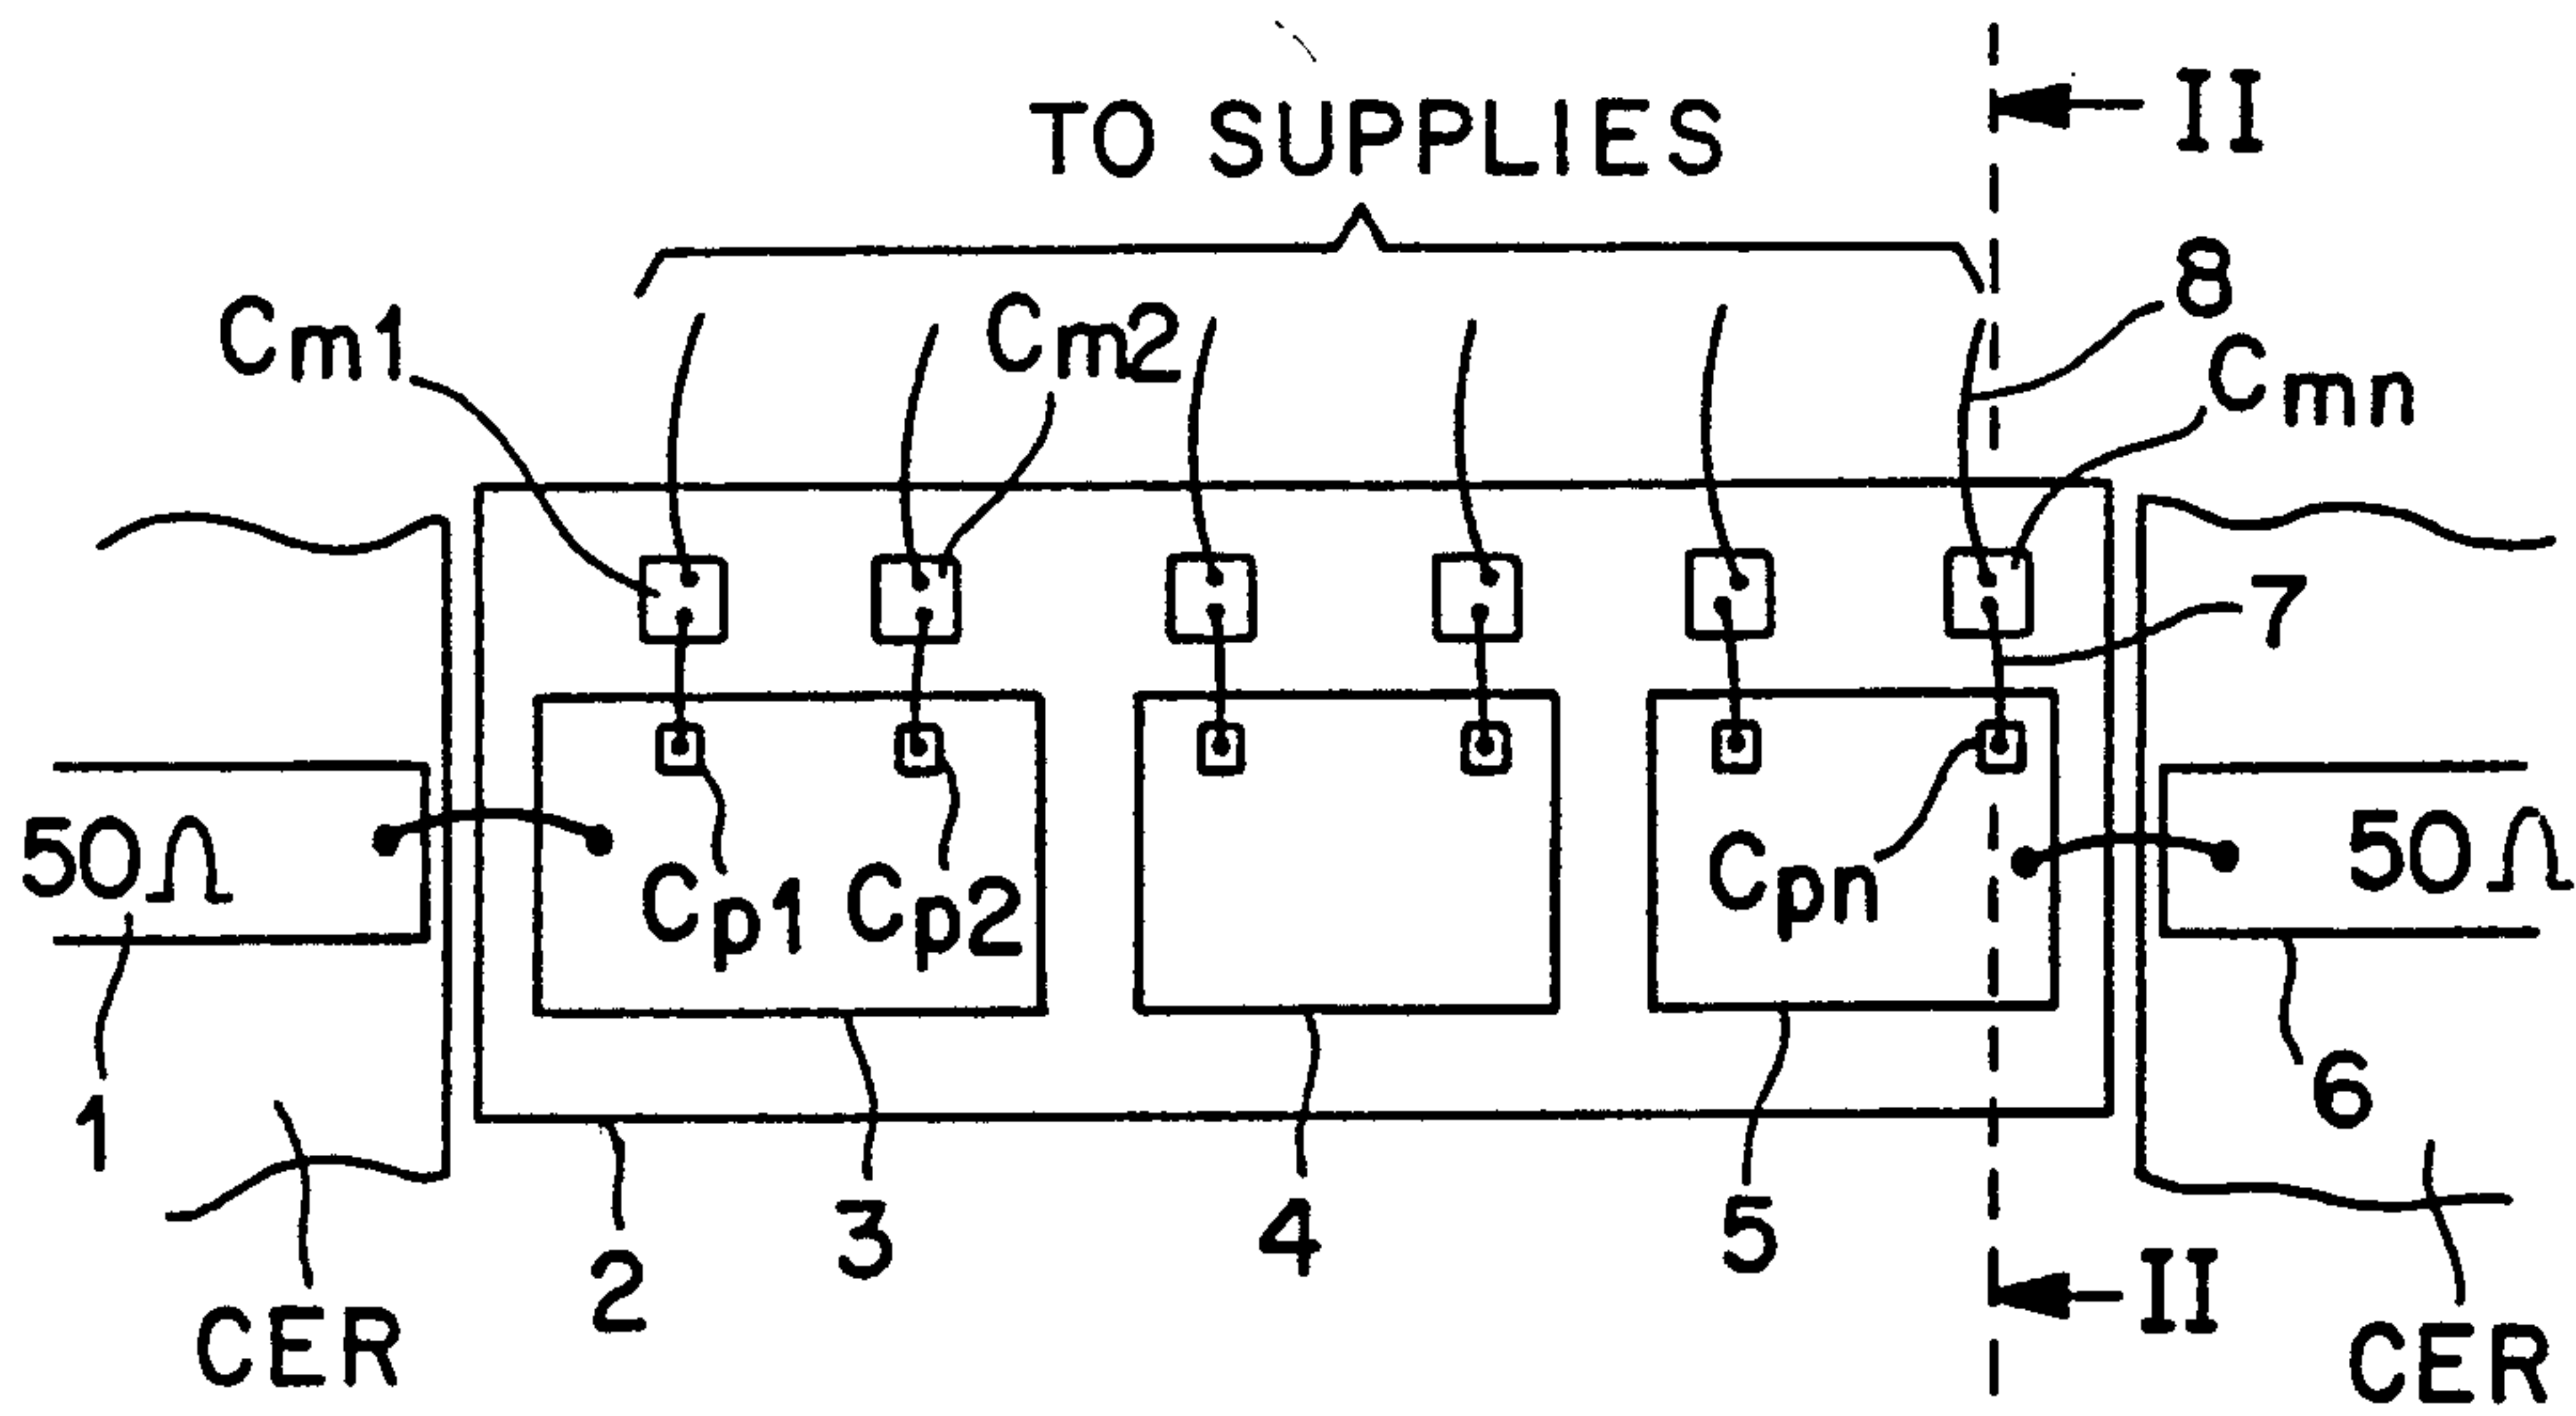 TO SUPPLIES
II
8
Cm1
Cm2
Cmn
7
50Ω
Cp1
Cp2
Cpn
50Ω
1
2
3
4
5
6
II
CER
CER